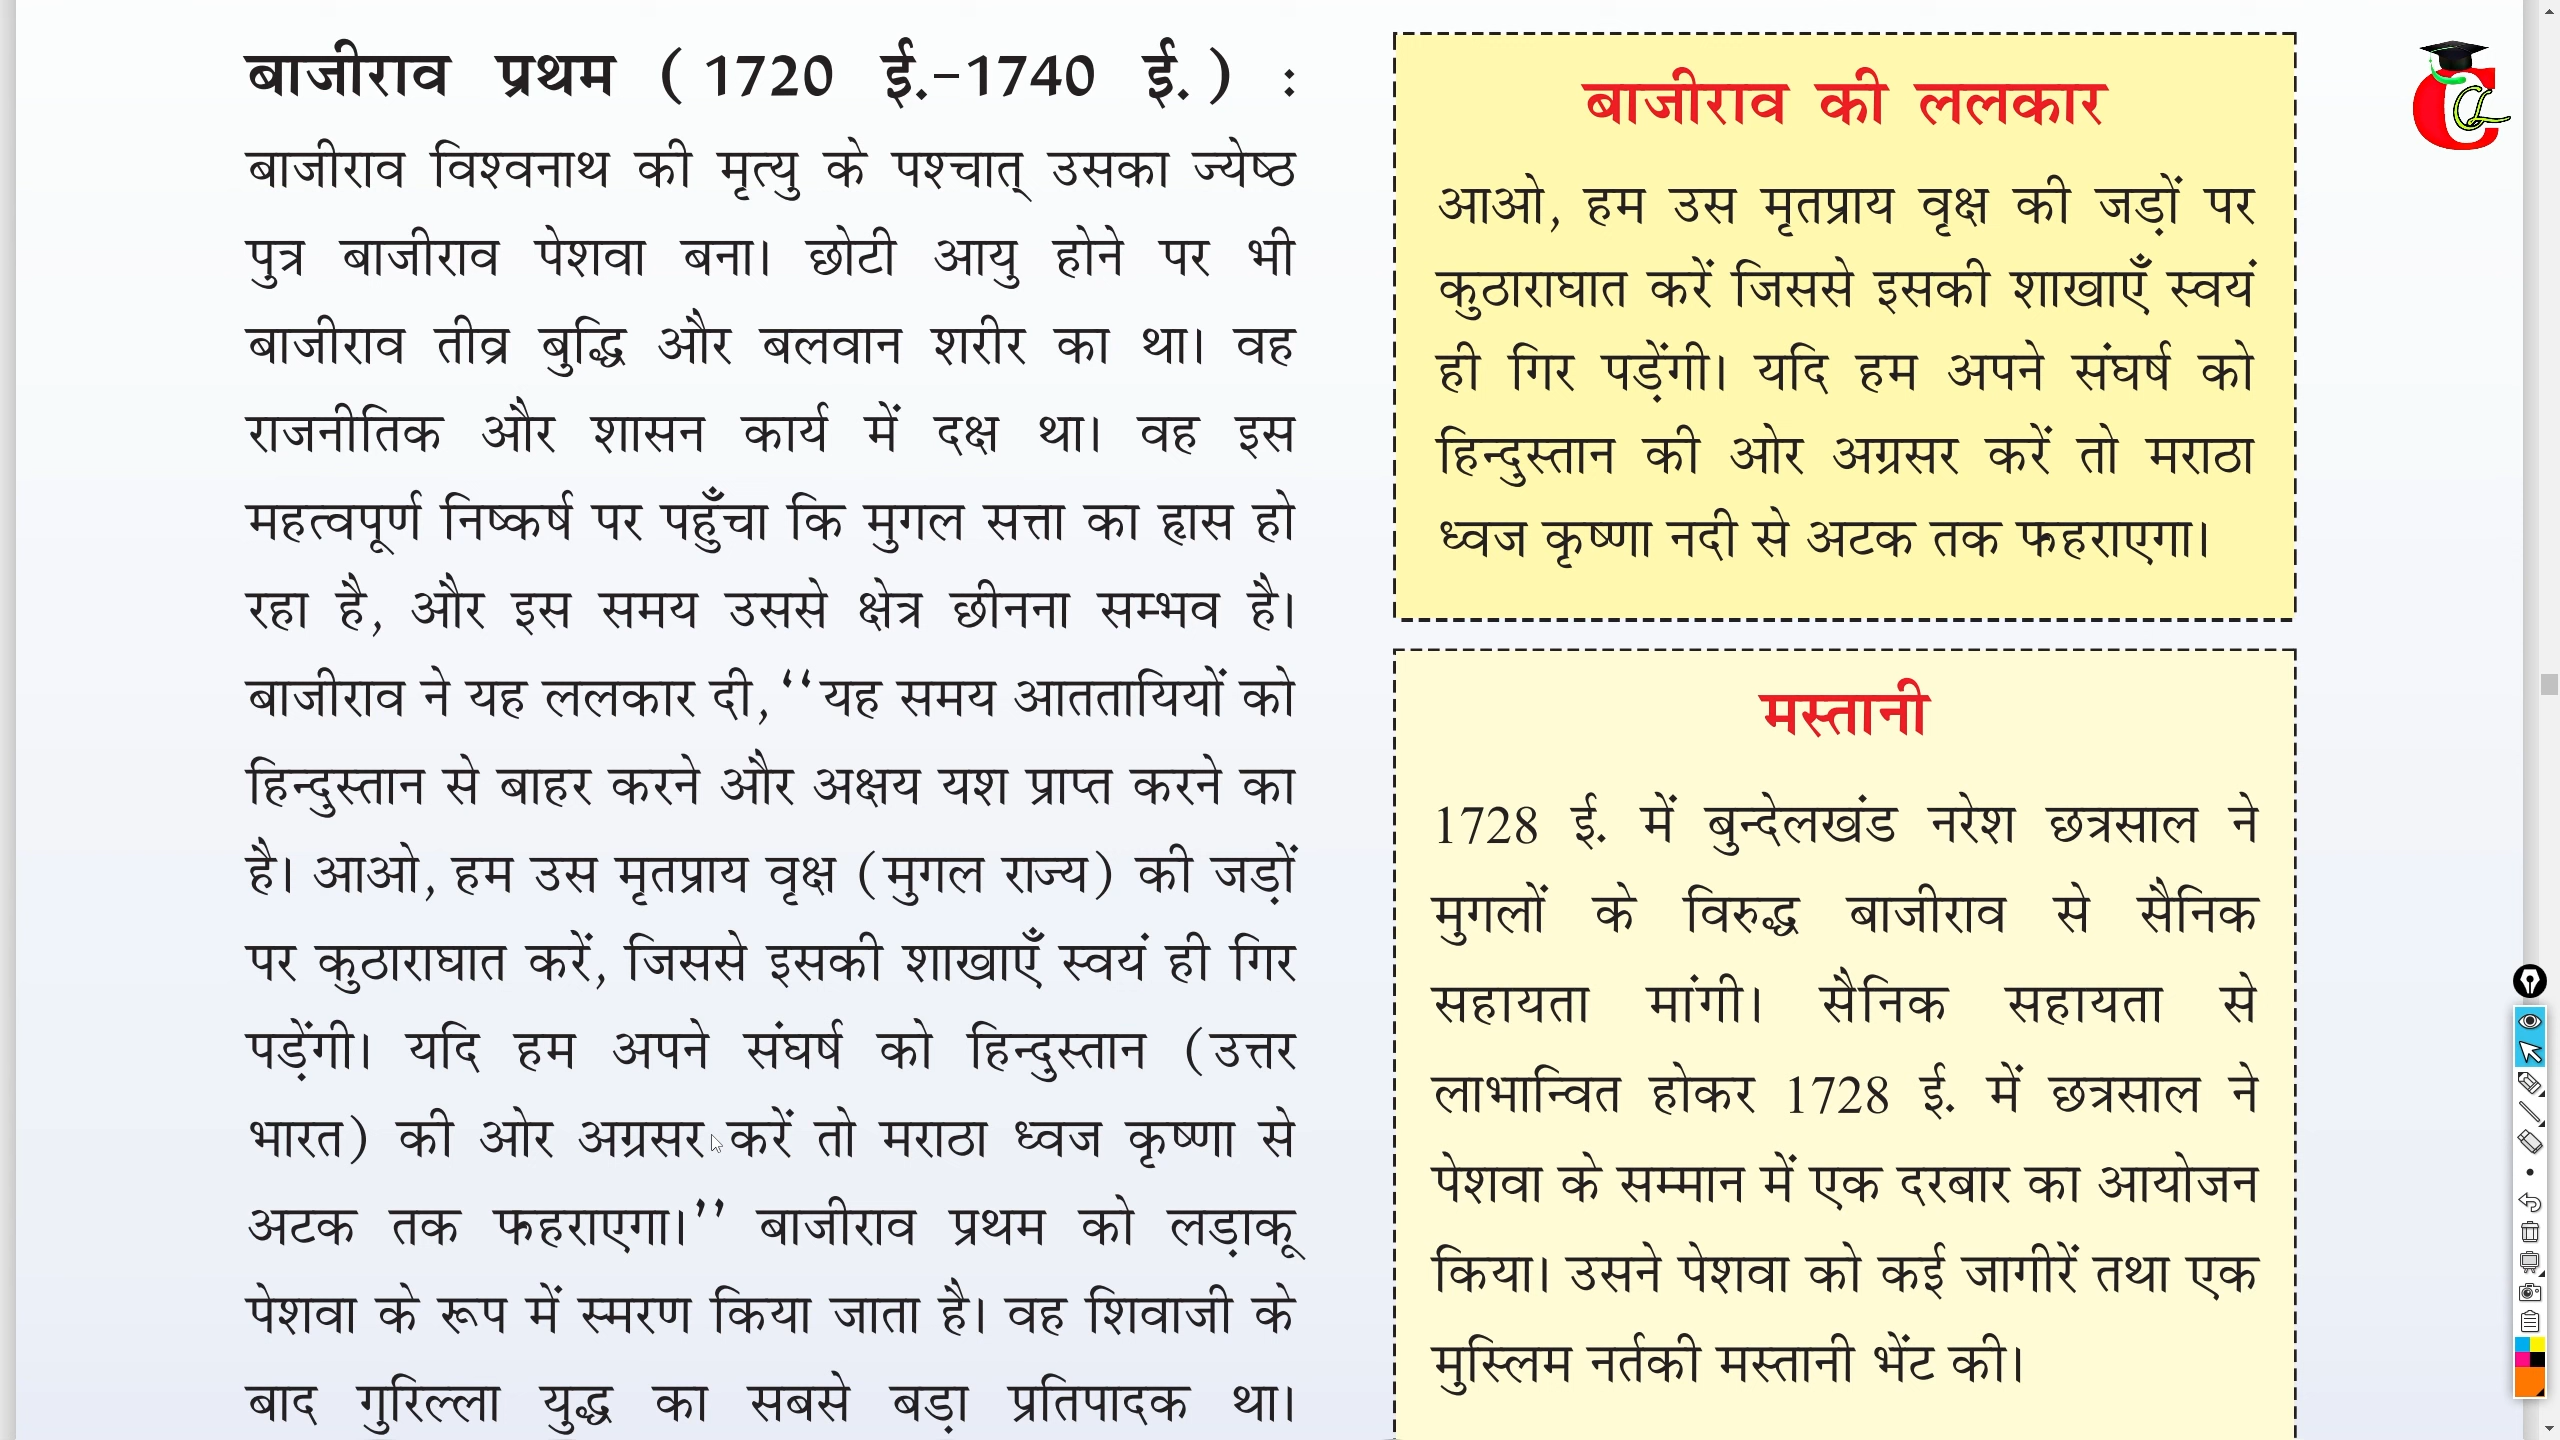 बाजीराव प्रथम ( 1720 ई.-1740 ई. ) :
बाजीराव विश्वनाथ की मृत्यु के पश्चात् उसका ज्येष्ठ
पुत्र बाजीराव पेशवा बना। छोटी आयु होने पर भी
बाजीराव तीव्र बुद्धि और बलवान शरीर का था। वह
राजनीतिक और शासन कार्य में दक्ष था। वह इस
महत्वपूर्ण निष्कर्ष पर पहुँचा कि मुगल सत्ता का ह्रास हो
रहा है, और इस समय उससे क्षेत्र छीनना सम्भव है।
बाजीराव ने यह ललकार दी, ‘‘यह समय आततायियों को
हिन्दुस्तान से बाहर करने और अक्षय यश प्राप्त करने का
है। आओ, हम उस मृतप्राय वृक्ष (मुगल राज्य) की जड़ों
पर कुठाराघात करें, जिससे इसकी शाखाएँ स्वयं ही गिर
पड़ेंगी। यदि हम अपने संघर्ष को हिन्दुस्तान (उत्तर
भारत) की ओर अग्रसर करें तो मराठा ध्वज कृष्णा से
अटक तक फहराएगा।’’ बाजीराव प्रथम को लड़ाकू
पेशवा के रूप में स्मरण किया जाता है। वह शिवाजी के
बाद गुरिल्ला युद्ध का सबसे बड़ा प्रतिपादक था।
बाजीराव की ललकार
आओ, हम उस मृतप्राय वृक्ष की जड़ों पर
कुठाराघात करें जिससे इसकी शाखाएँ स्वयं
ही गिर पड़ेंगी। यदि हम अपने संघर्ष को
हिन्दुस्तान की ओर अग्रसर करें तो मराठा
ध्वज कृष्णा नदी से अटक तक फहराएगा।
मस्तानी
1728 ई. में बुन्देलखंड नरेश छत्रसाल ने
मुगलों के विरुद्ध बाजीराव से सैनिक
सहायता मांगी। सैनिक सहायता से
लाभान्वित होकर 1728 ई. में छत्रसाल ने
पेशवा के सम्मान में एक दरबार का आयोजन
किया। उसने पेशवा को कई जागीरें तथा एक
मुस्लिम नर्तकी मस्तानी भेंट की।